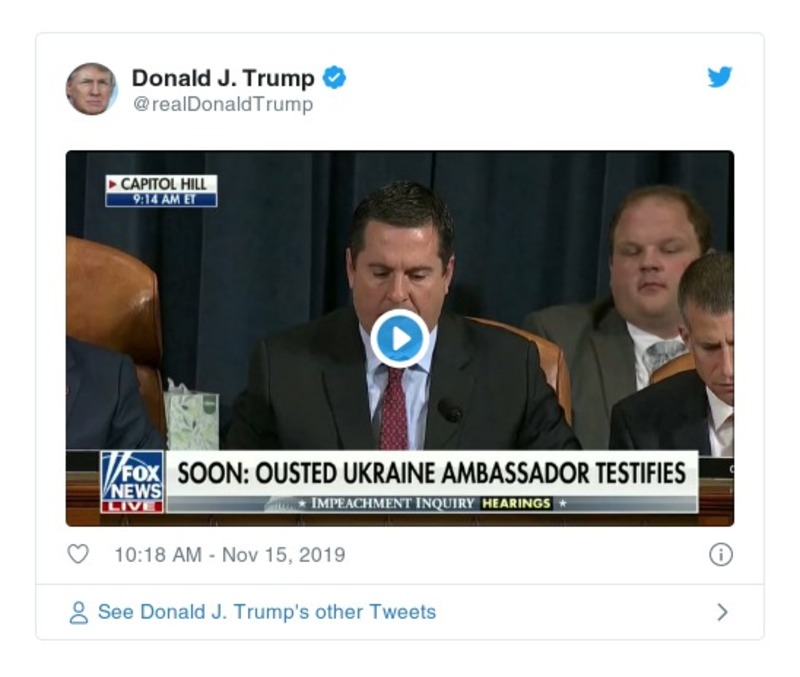 Donald J. Trump
@realDonaldTrump
CAPITOL HILL
9:14 AM ET
FOX
NEWS
LIVE
SOON: OUSTED UKRAINE AMBASSADOR TESTIFIES
IMPEACHMENT INQUIRY HEARINGS
10:18 AM - Nov 15, 2019
See Donald J. Trump's other Tweets